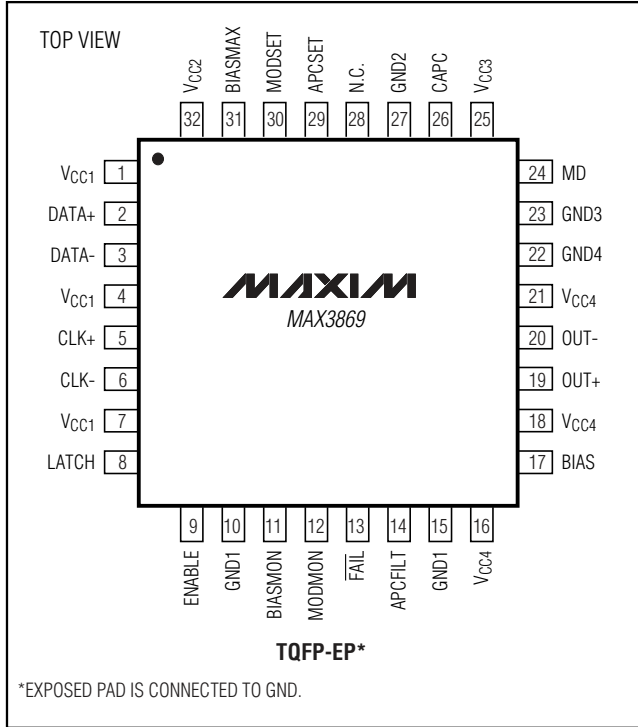 TOP VIEW
VCC2
BIASMAX
MODSET
APCSET
N.C.
GND2
CAPC
VCC3
32 31 30 29 28 27 26 25
VCC1 1
DATA+ 2
DATA- 3
VCC1 4
CLK+ 5
CLK- 6
VCC1 7
LATCH 8
MAXIM
MAX3869
24 MD
23 GND3
22 GND4
21 VCC4
20 OUT-
19 OUT+
18 VCC4
17 BIAS
9 10 11 12 13 14 15 16
ENABLE
GND1
BIASMON
MODMON
FAIL
APCFILT
GND1
VCC4
TQFP-EP*
*EXPOSED PAD IS CONNECTED TO GND.